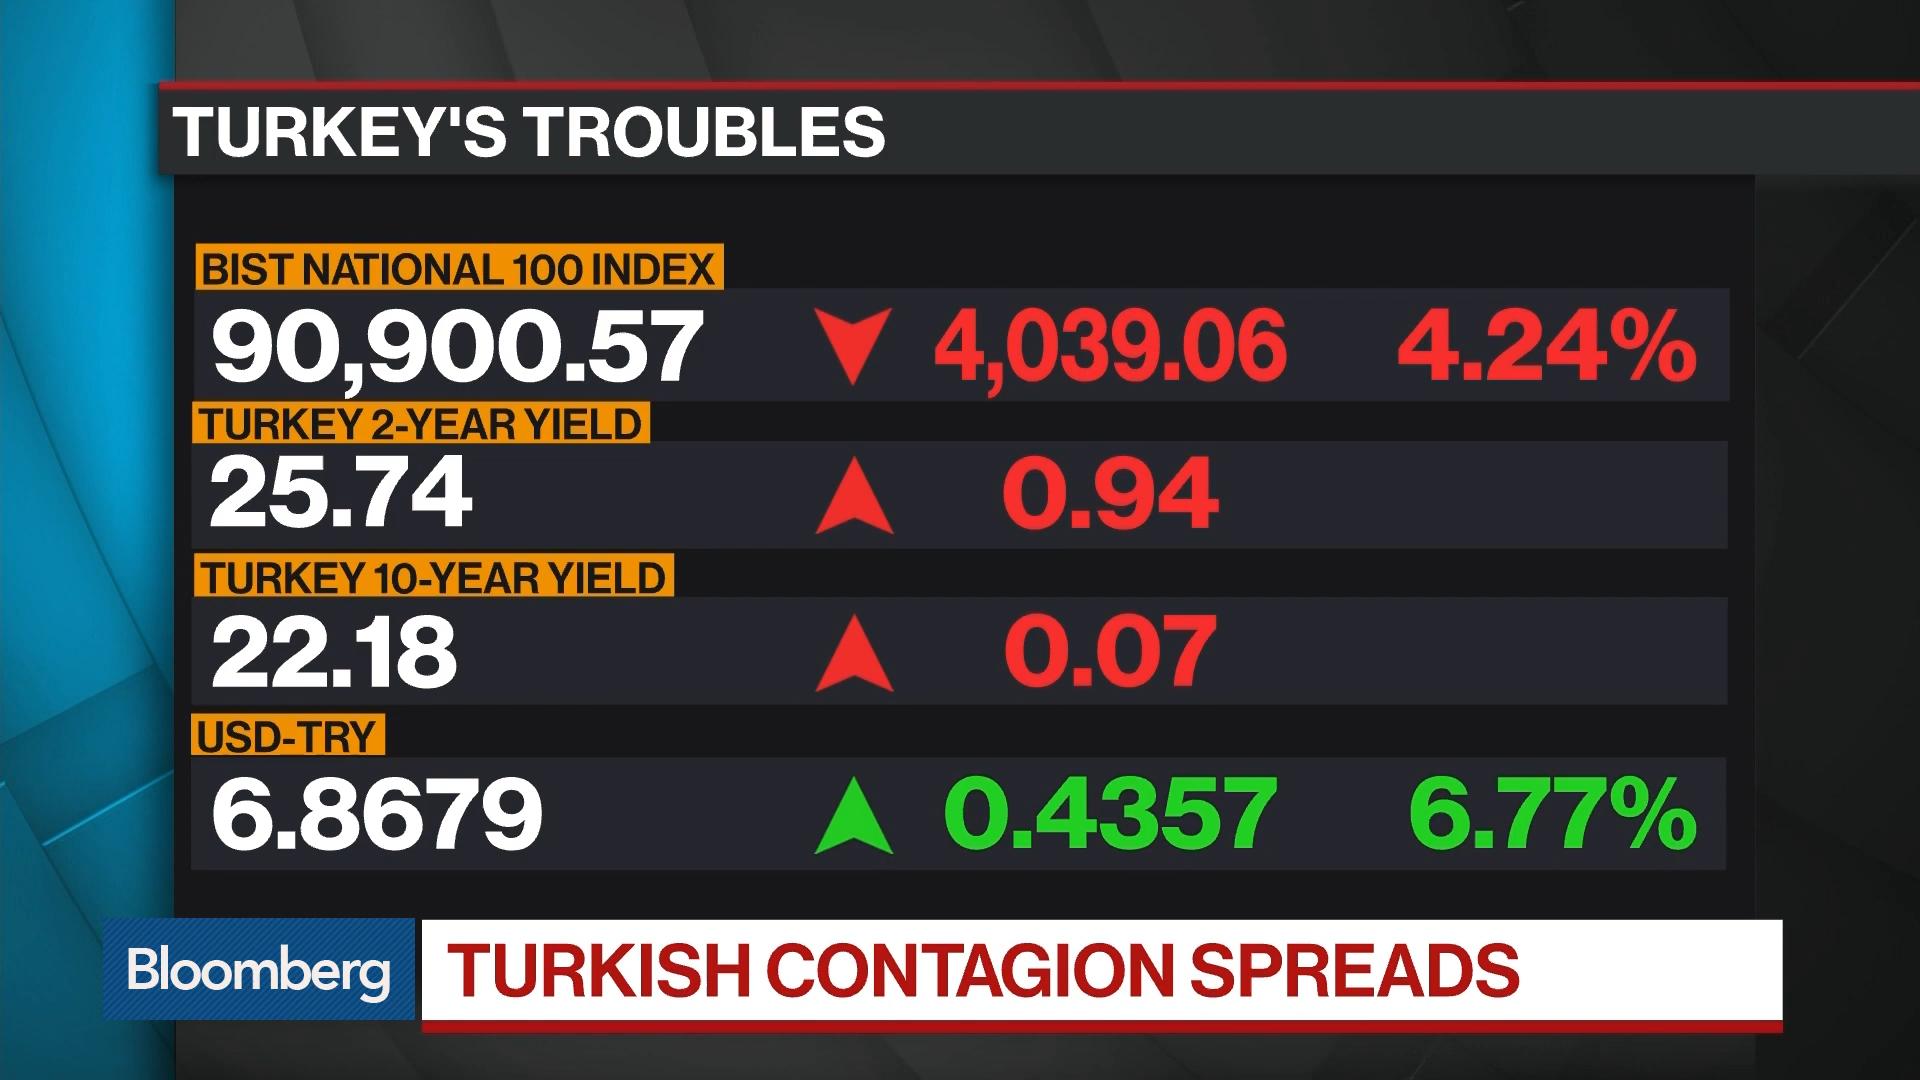 TURKEY'S TROUBLES
BIST NATIONAL 100 INDEX
90,900.57 4,039.06 4.24%
TURKEY 2-YEAR YIELD
25.74 0.94
TURKEY 10-YEAR YIELD
22.18 0.07
USD-TRY
6.8679 0.4357 6.77%
Bloomberg TURKISH CONTAGION SPREADS